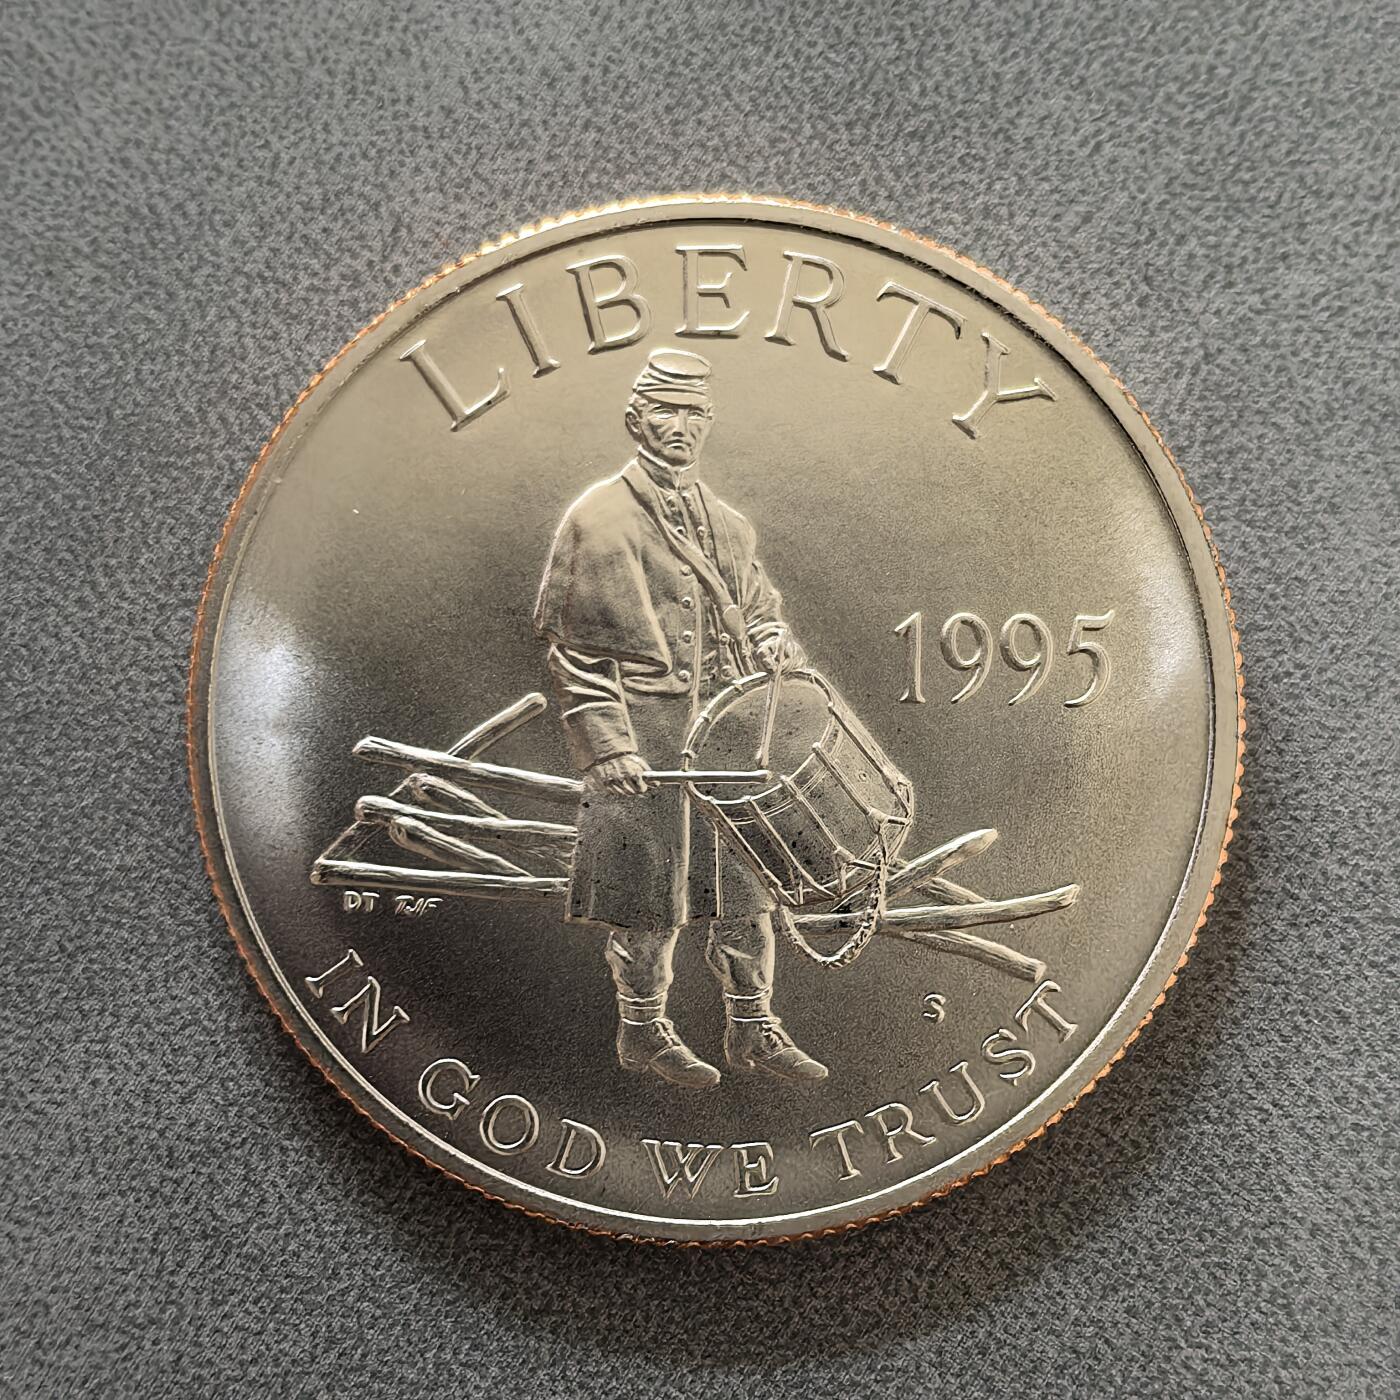 LIBERTY
1995
DT TJF
S
IN GOD WE TRUST